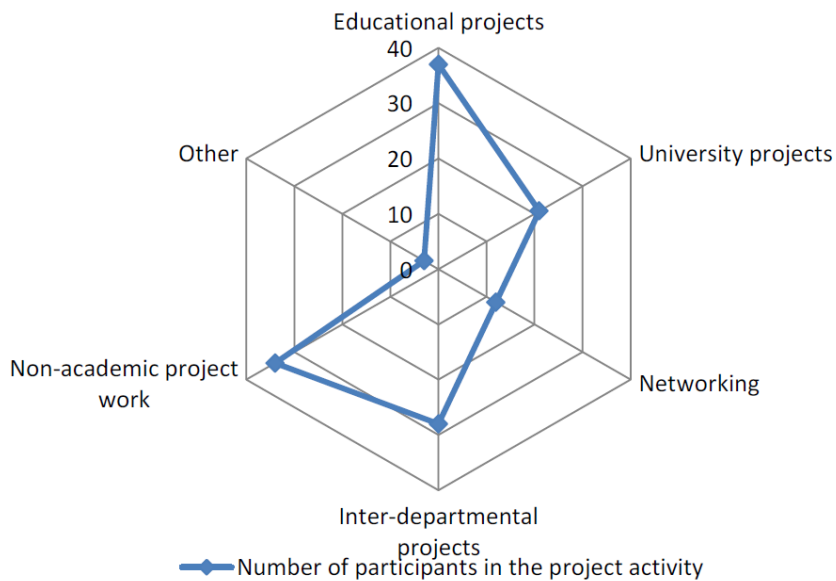 Educational projects
40
30
20
10
0
Other
University projects
Non-academic project
work
Networking
Inter-departmental
projects
Number of participants in the project activity